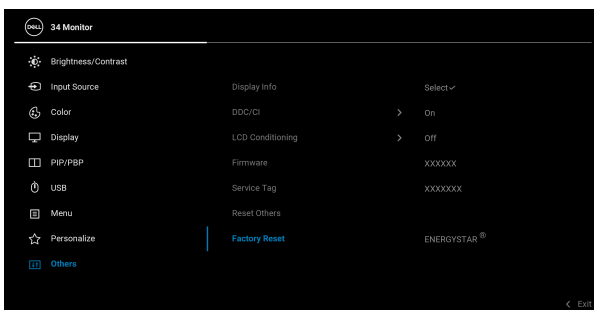 DELL 34 Monitor
Brightness/Contrast
Input Source Display Info Select✓
Color DDC/CI > On
Display LCD Conditioning > Off
PIP/PBP Firmware XXXXXX
USB Service Tag XXXXXXX
Menu Reset Others
Personalize Factory Reset ENERGYSTAR ®
Others
< Exit